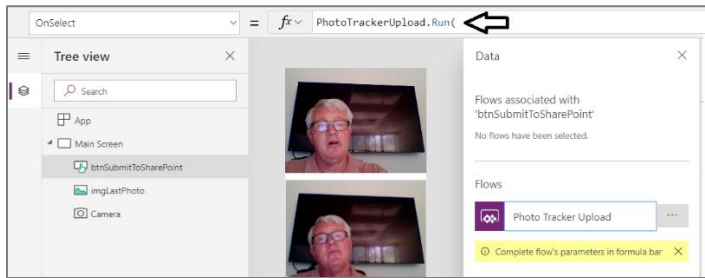 OnSelect = fx PhotoTrackerUpload.Run(
Tree view
Search
App
Main Screen
btnSubmitToSharePoint
imgLastPhoto
Camera
Data
Flows associated with
'btnSubmitToSharePoint'
No flows have been selected.
Flows
Photo Tracker Upload ...
Complete flow's parameters in formula bar